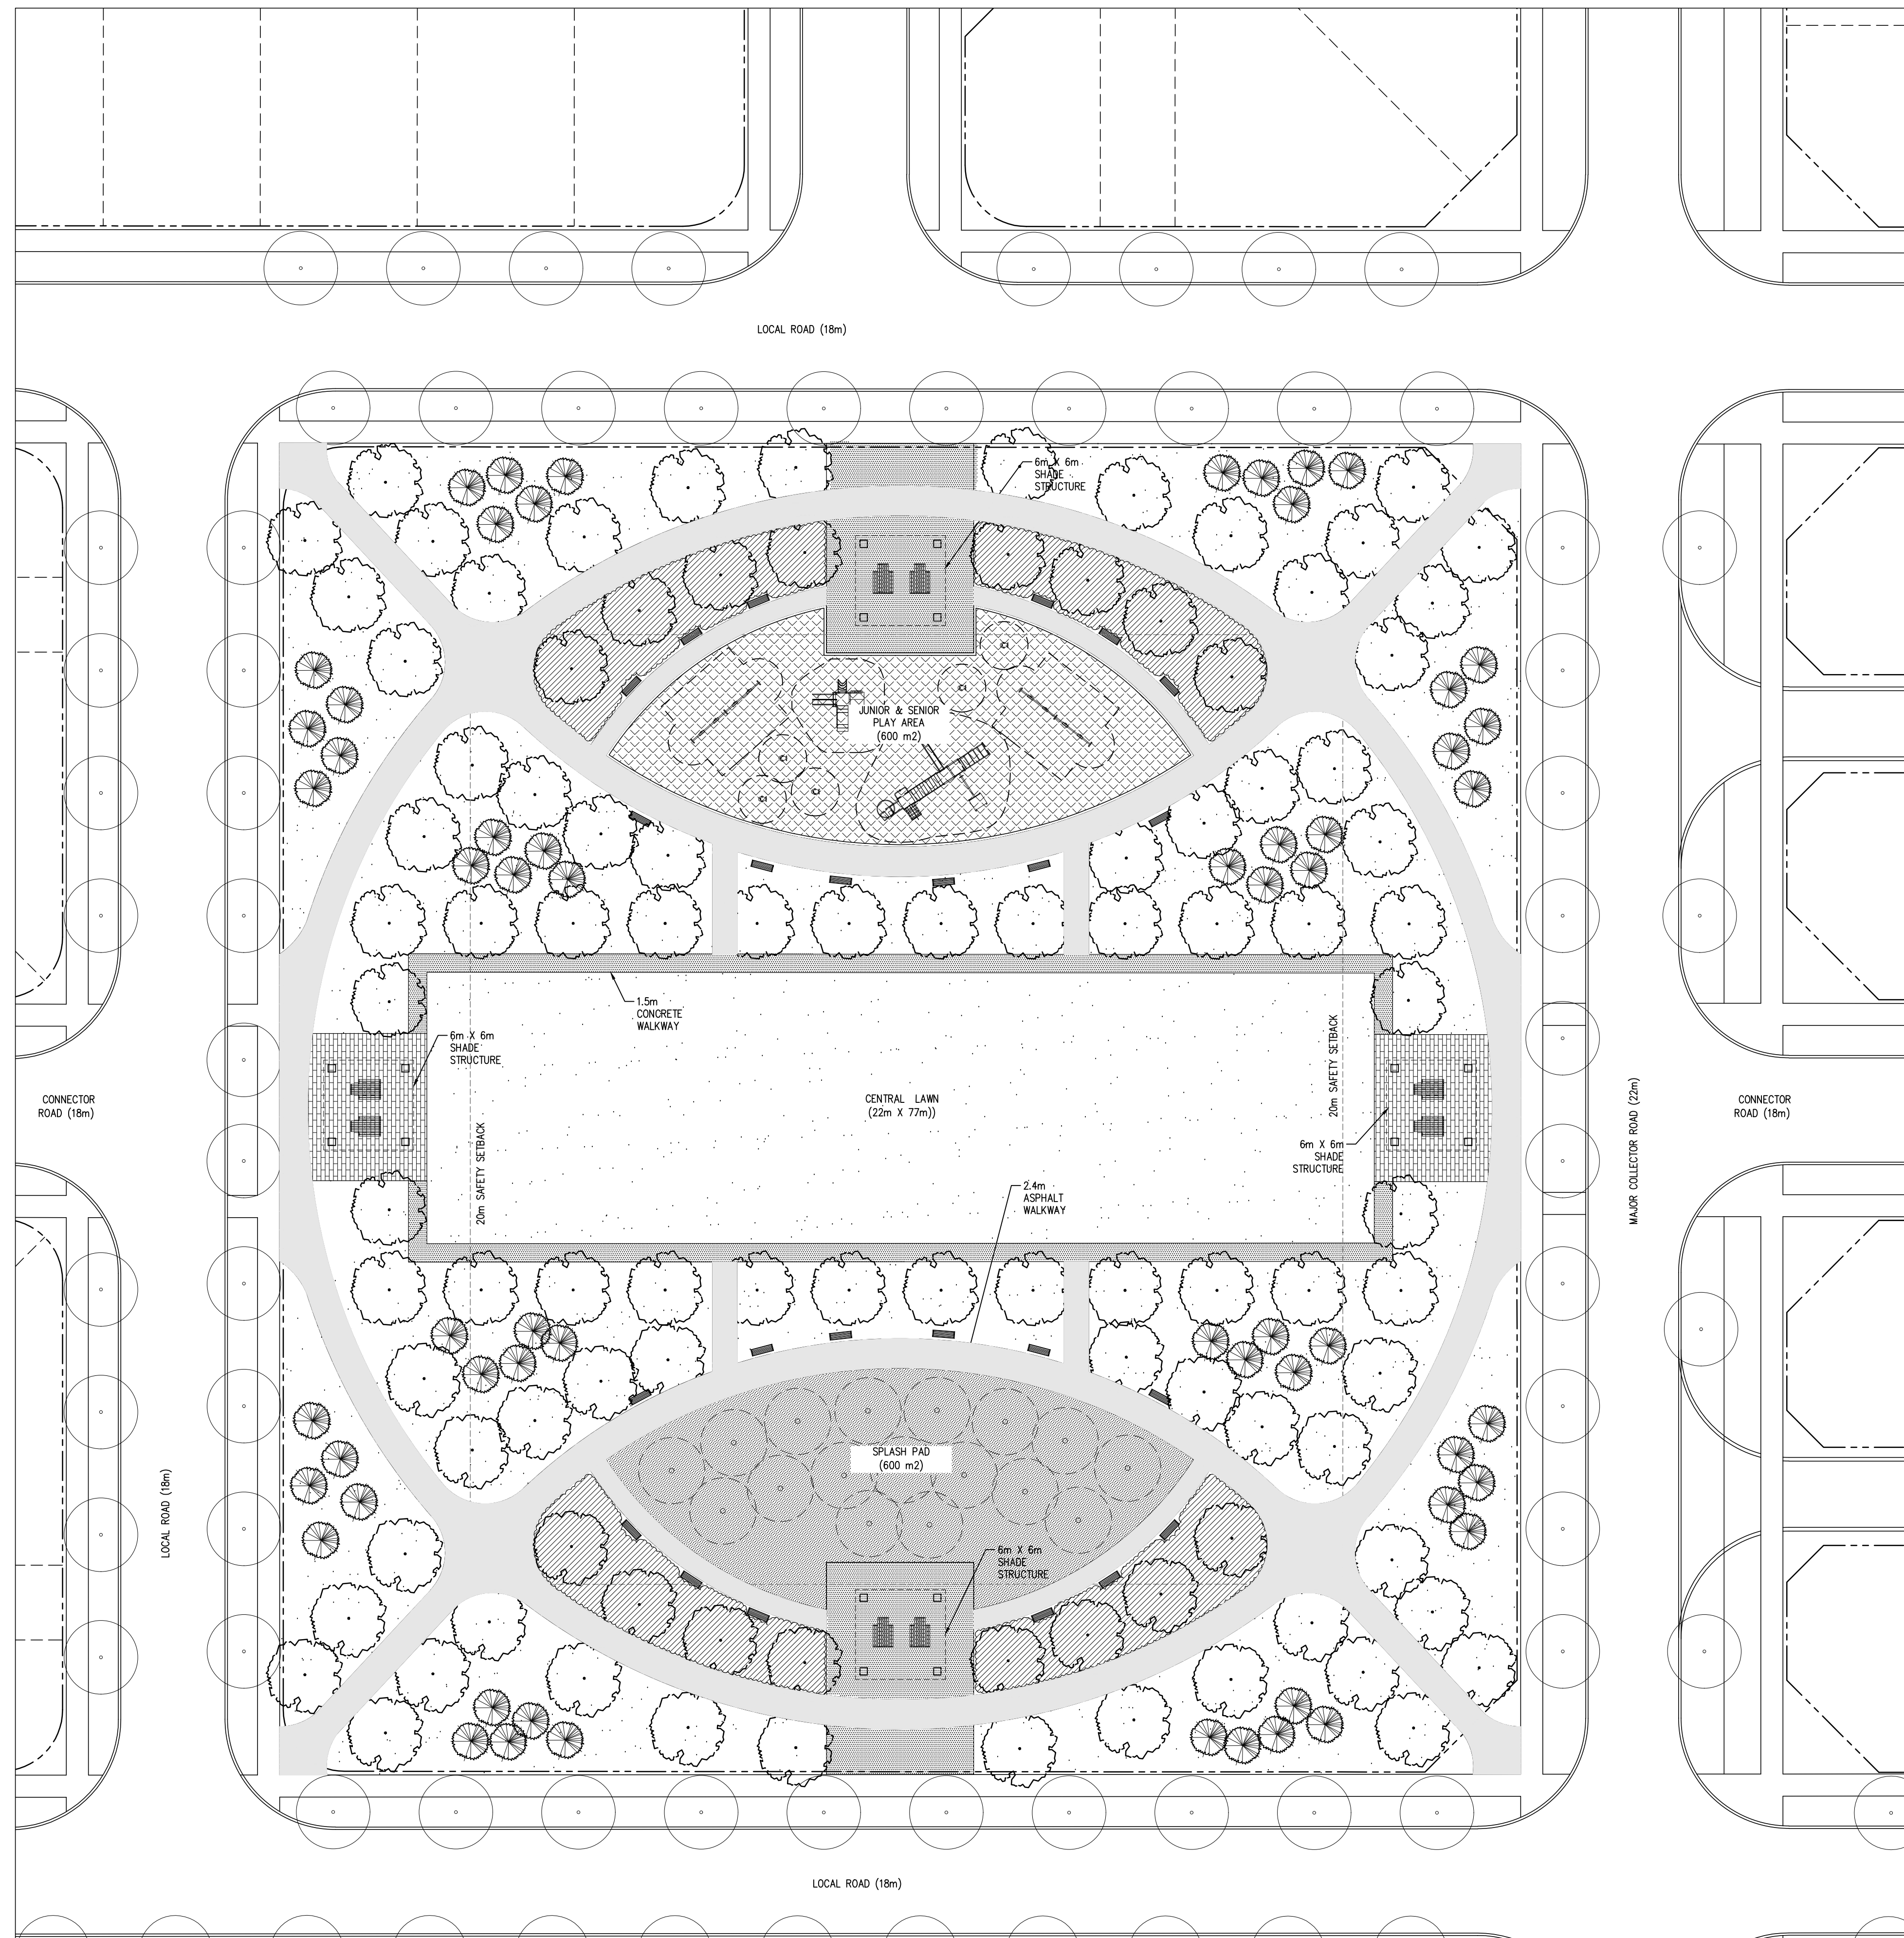 LOCAL ROAD (18m)
6m X 6m
SHADE
STRUCTURE
JUNIOR & SENIOR
PLAY AREA
(600 m2)
1.5m
CONCRETE
WALKWAY
6m X 6m
SHADE
STRUCTURE
20m SAFETY SETBACK
CONNECTOR
ROAD (18m)
CENTRAL LAWN
(22m X 77m))
MAJOR COLLECTOR ROAD (22m)
CONNECTOR
ROAD (18m)
6m X 6m
SHADE
STRUCTURE
20m SAFETY SETBACK
2.4m
ASPHALT
WALKWAY
SPLASH PAD
(600 m2)
LOCAL ROAD (18m)
6m X 6m
SHADE
STRUCTURE
LOCAL ROAD (18m)